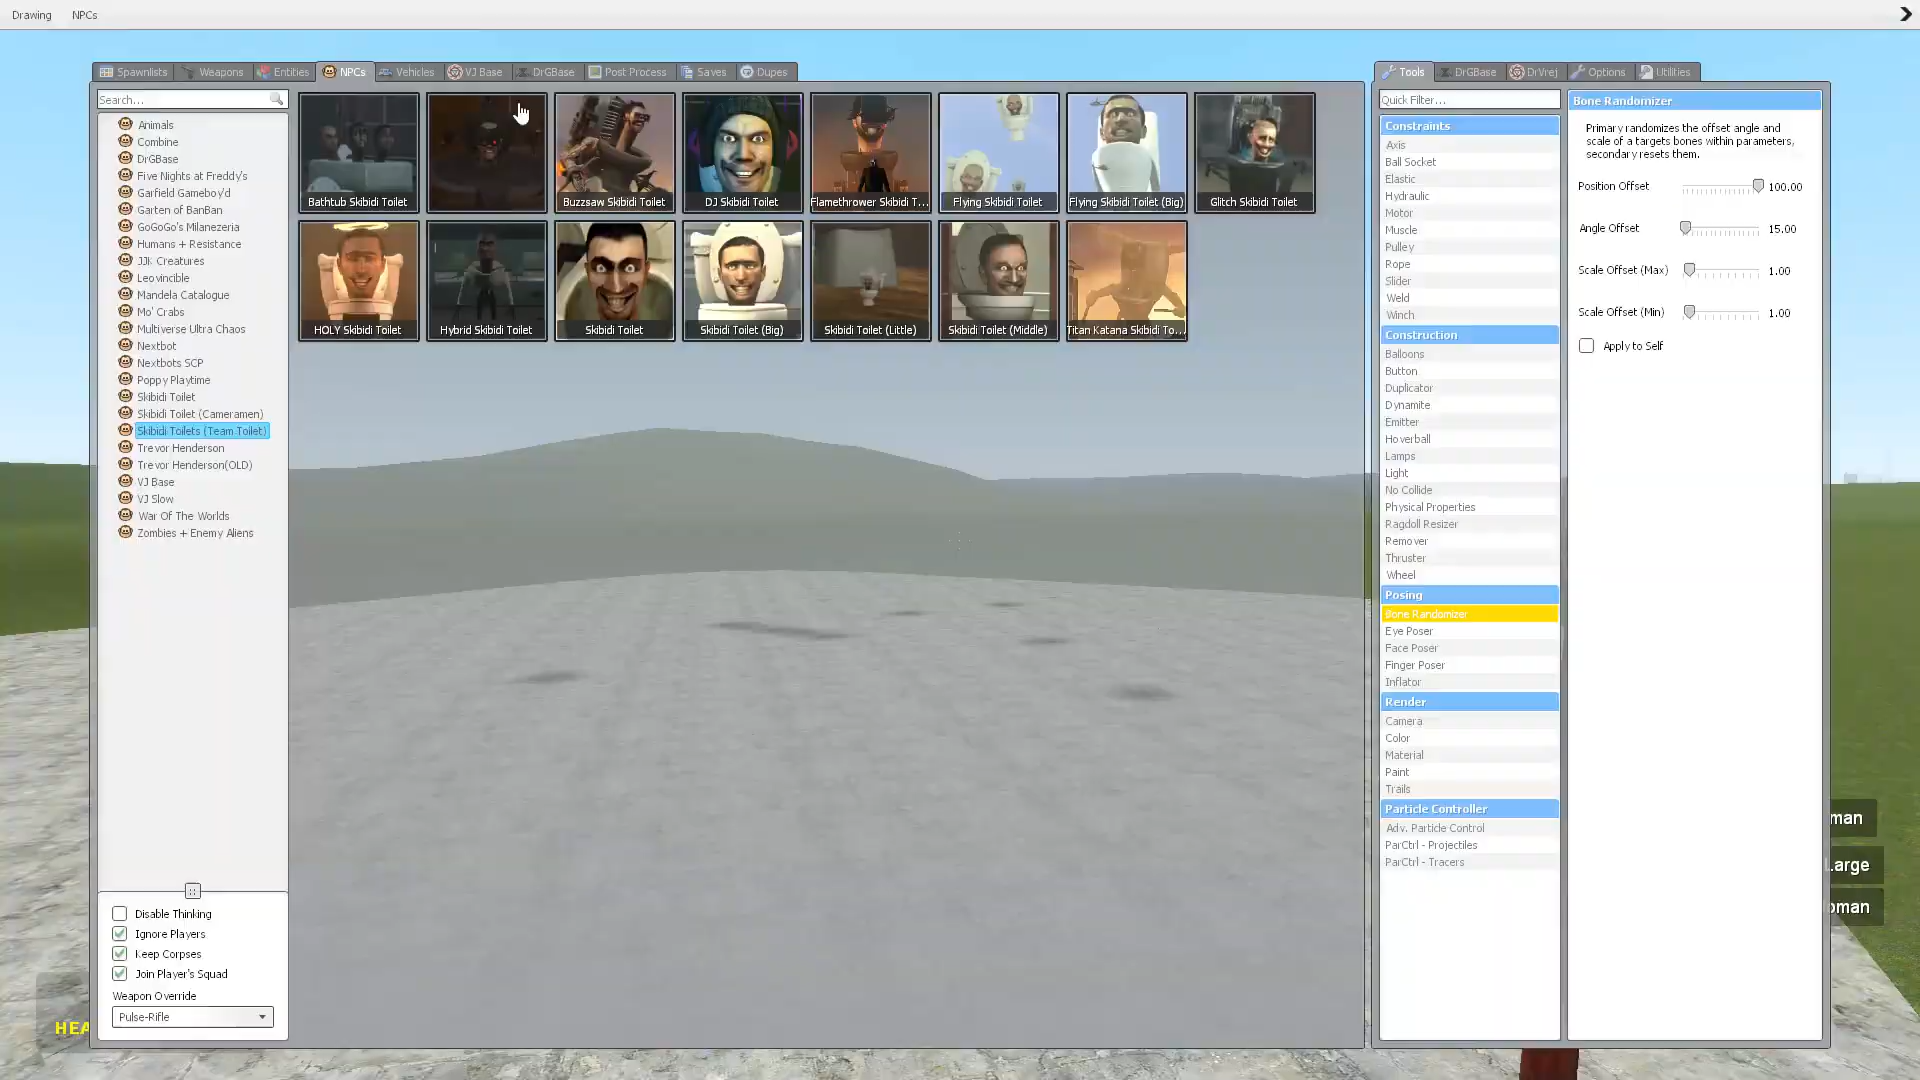 Drawing NPCs
Spawnlists Weapons Entities NPCs Vehicles VJ Base DrGBase Post Process Saves Dupes
Search...
Animals
Combine
DrGBase
Five Nights at Freddy's
Garfield Gameboy'd
Garten of BanBan
GoGoGo's Milanezeria
Humans + Resistance
JJK Creatures
Leovincible
Mandela Catalogue
Mo' Crabs
Multiverse Ultra Chaos
Nextbot
Nextbots SCP
Poppy Playtime
Skibidi Toilet
Skibidi Toilet (Cameramen)
Skibidi Toilets (Team Toilet)
Trevor Henderson
Trevor Henderson(OLD)
VJ Base
VJ Slow
War Of The Worlds
Zombies + Enemy Aliens
Disable Thinking
Ignore Players
Keep Corpses
Join Player's Squad
Weapon Override
Pulse-Rifle
HEA
Bathtub Skibidi Toilet
Buzzsaw Skibidi Toilet
DJ Skibidi Toilet
Flamethrower Skibidi T...
Flying Skibidi Toilet
Flying Skibidi Toilet (Big)
Glitch Skibidi Toilet
HOLY Skibidi Toilet
Hybrid Skibidi Toilet
Skibidi Toilet
Skibidi Toilet (Big)
Skibidi Toilet (Little)
Skibidi Toilet (Middle)
Titan Katana Skibidi To...
Tools DrGBase DrVrej Options Utilities
Quick Filter...
Constraints
Axis
Ball Socket
Elastic
Hydraulic
Motor
Muscle
Pulley
Rope
Slider
Weld
Winch
Construction
Balloons
Button
Duplicator
Dynamite
Emitter
Hoverball
Lamps
Light
No Collide
Physical Properties
Ragdoll Resizer
Remover
Thruster
Wheel
Posing
Bone Randomizer
Eye Poser
Face Poser
Finger Poser
Inflator
Render
Camera
Color
Material
Paint
Trails
Particle Controller
Adv. Particle Control
ParCtrl - Projectiles
ParCtrl - Tracers
Bone Randomizer
Primary randomizes the offset angle and
scale of a targets bones within parameters,
secondary resets them.
Position Offset 100.00
Angle Offset 15.00
Scale Offset (Max) 1.00
Scale Offset (Min) 1.00
Apply to Self
man
Large
oman